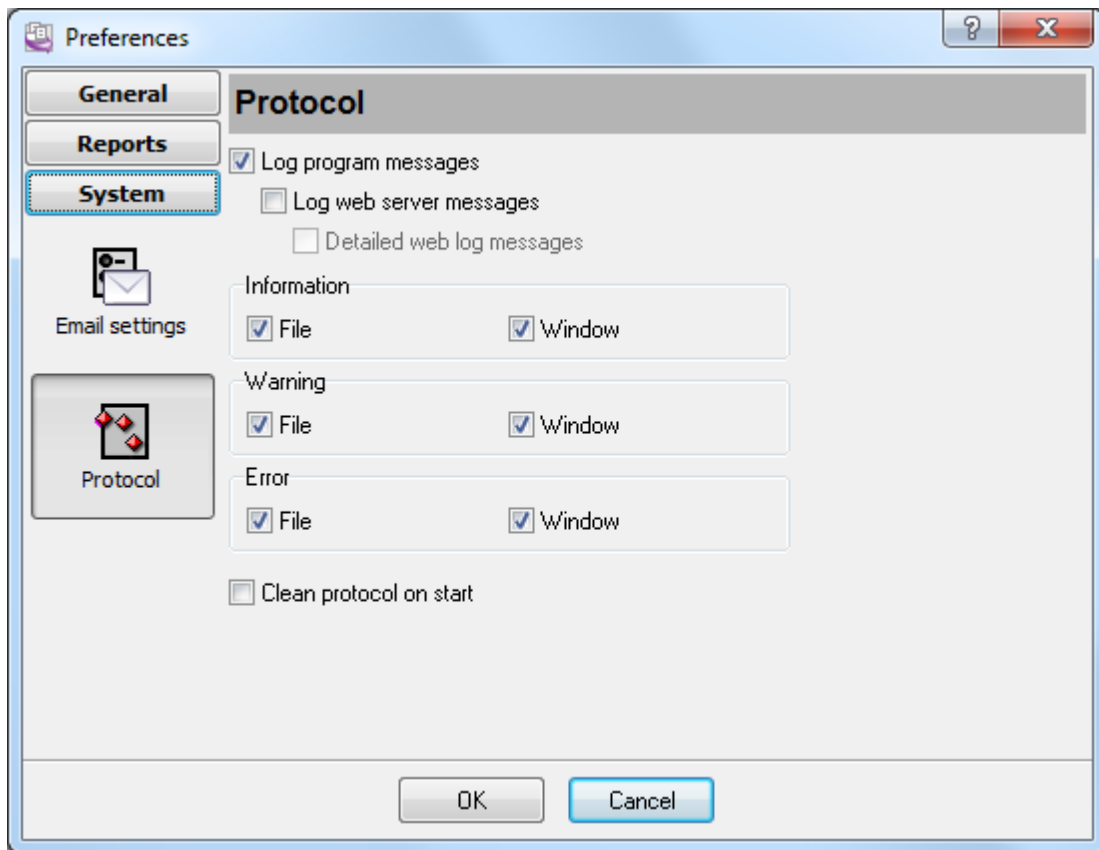 Preferences
General
Reports
System
Email settings
Protocol
Protocol
Log program messages
Log web server messages
Detailed web log messages
Information
File Window
Warning
File Window
Error
File Window
Clean protocol on start
OK Cancel